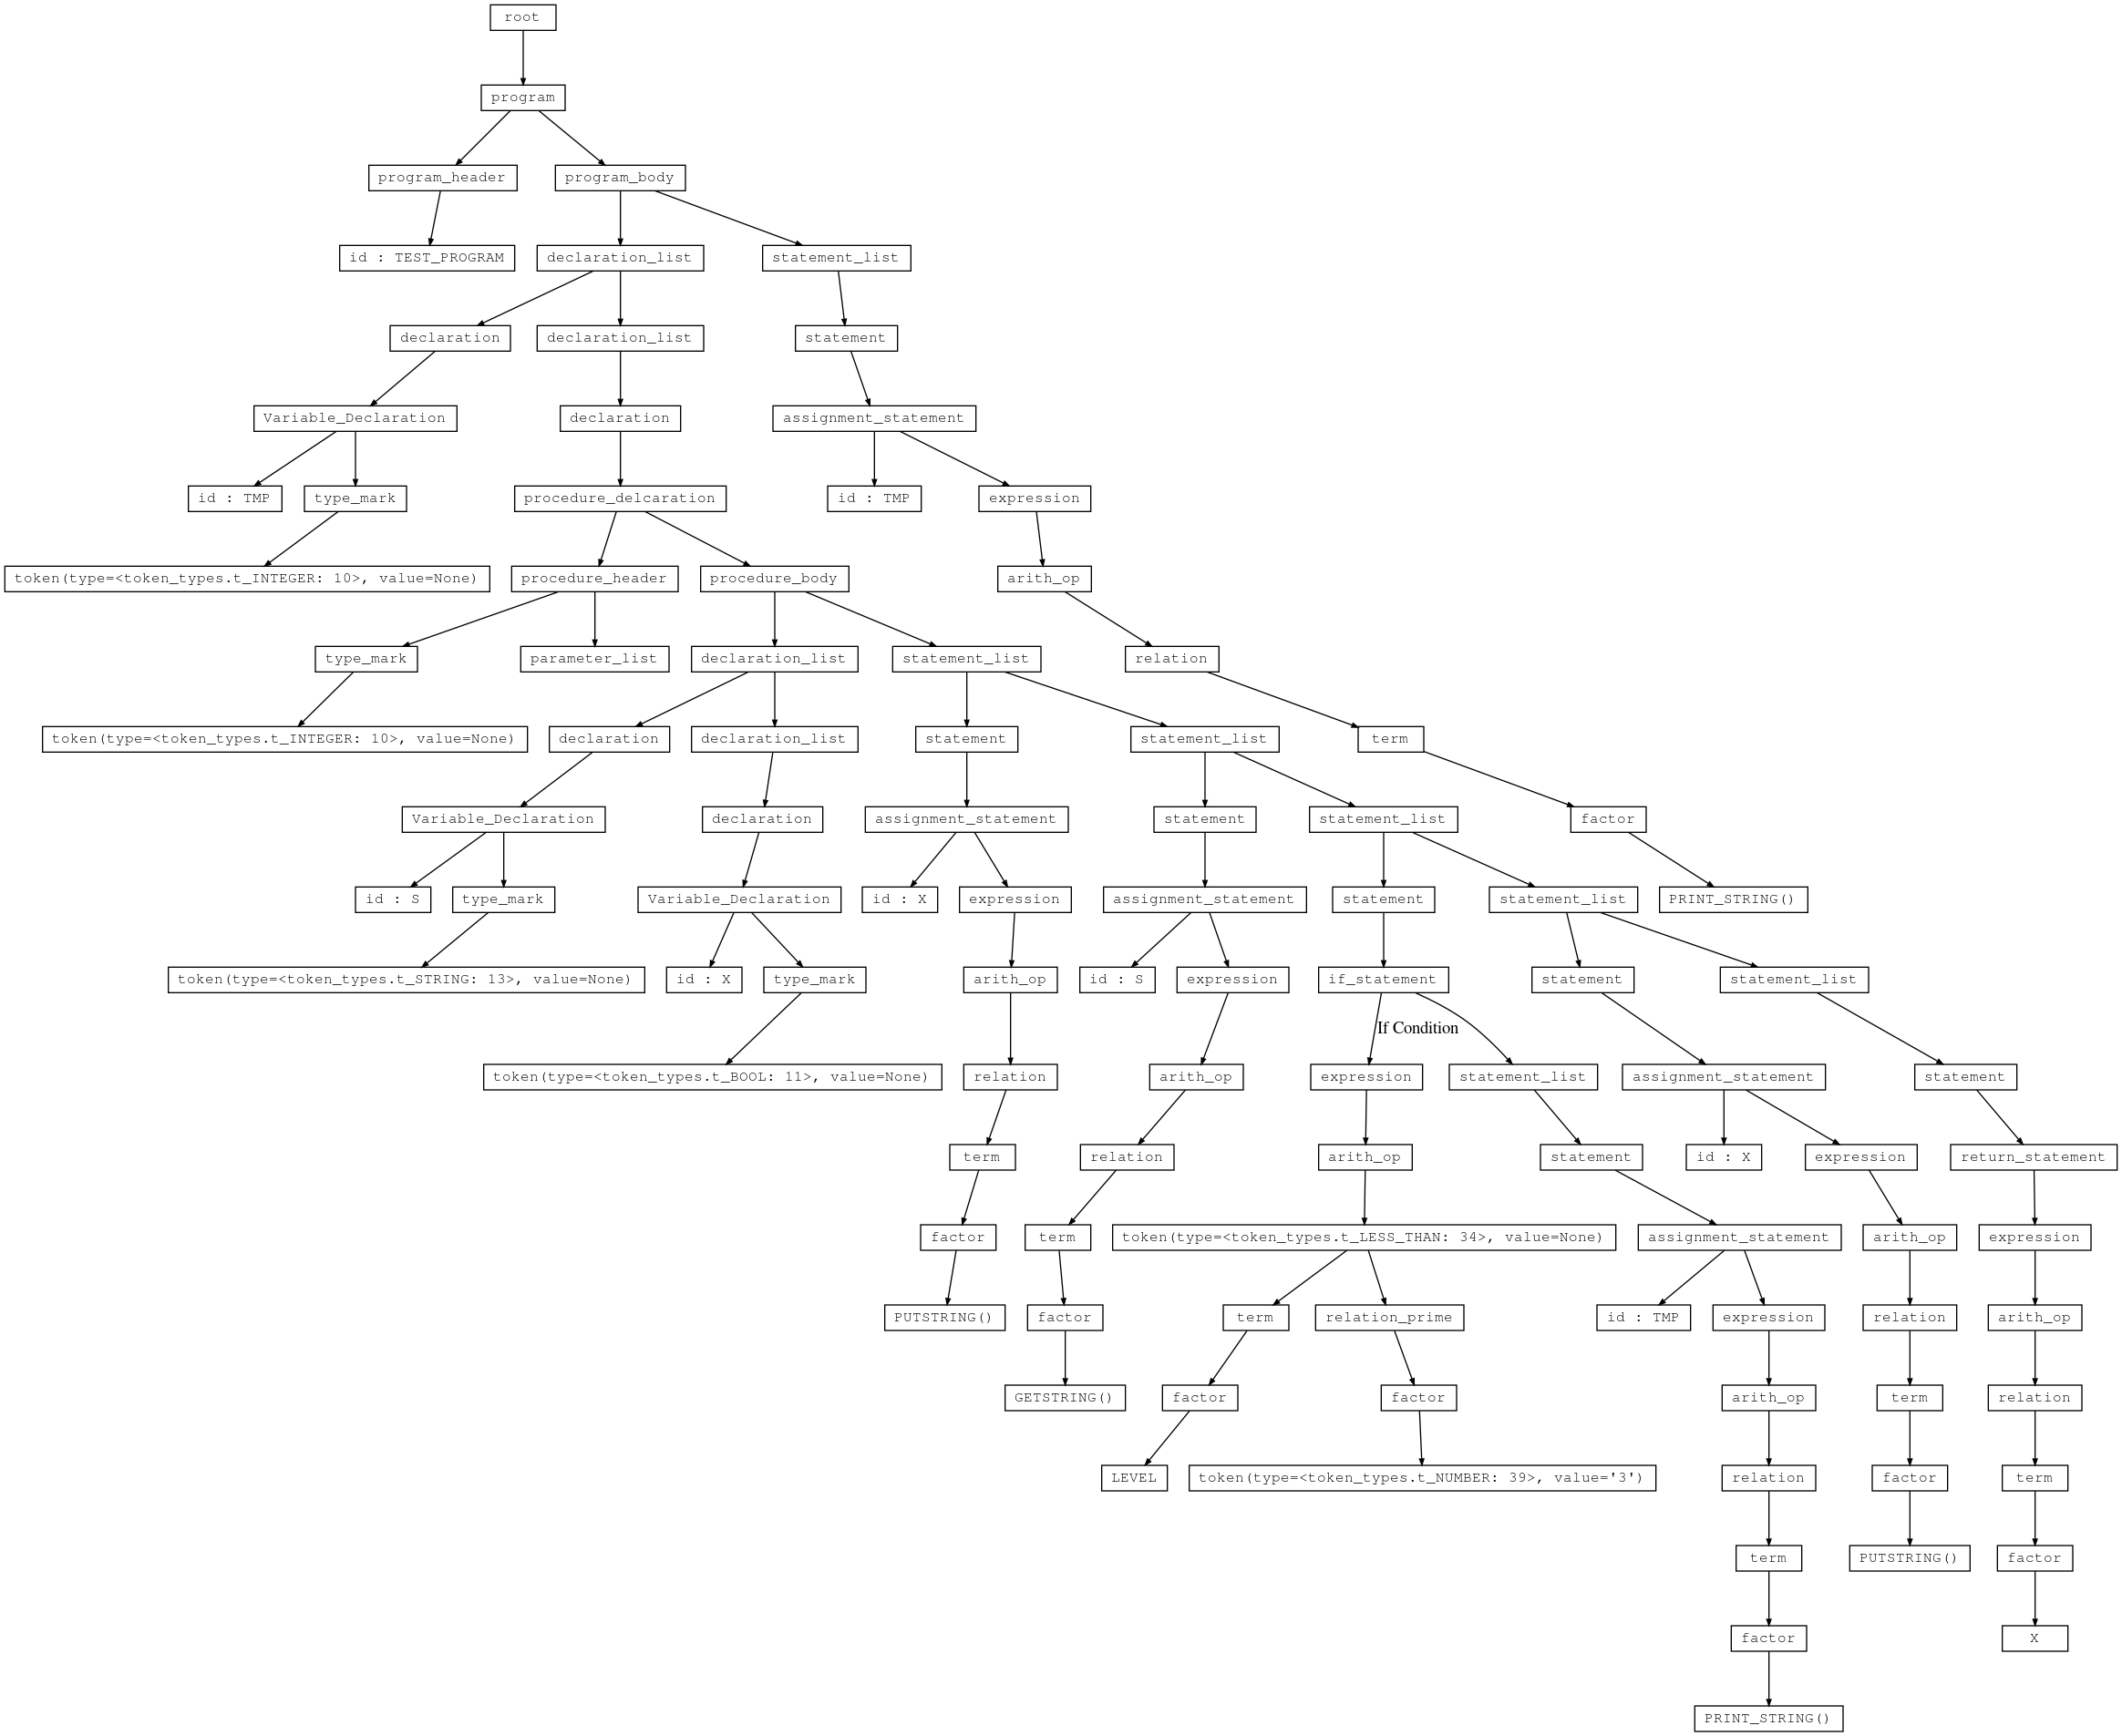 root
program
program_header
program_body
id : TEST_PROGRAM
declaration_list
statement_list
declaration
declaration_list
statement
Variable_Declaration
declaration
assignment_statement
id : TMP
type_mark
procedure_delcaration
id : TMP
expression
token(type=<token_types.t_INTEGER: 10>, value=None)
procedure_header
procedure_body
arith_op
type_mark
parameter_list
declaration_list
statement_list
relation
token(type=<token_types.t_INTEGER: 10>, value=None)
declaration
declaration_list
statement
statement_list
term
Variable_Declaration
declaration
assignment_statement
statement
statement_list
factor
id : S
type_mark
Variable_Declaration
id : X
expression
assignment_statement
statement
statement_list
PRINT_STRING()
token(type=<token_types.t_STRING: 13>, value=None)
id : X
type_mark
arith_op
id : S
expression
if_statement
statement
statement_list
If Condition
token(type=<token_types.t_BOOL: 11>, value=None)
relation
arith_op
expression
statement_list
assignment_statement
statement
term
relation
arith_op
statement
id : X
expression
return_statement
factor
term
token(type=<token_types.t_LESS_THAN: 34>, value=None)
assignment_statement
arith_op
expression
PUTSTRING()
factor
term
relation_prime
id : TMP
expression
relation
arith_op
GETSTRING()
factor
factor
arith_op
term
relation
LEVEL
token(type=<token_types.t_NUMBER: 39>, value='3')
relation
factor
term
term
PUTSTRING()
factor
factor
X
PRINT_STRING()